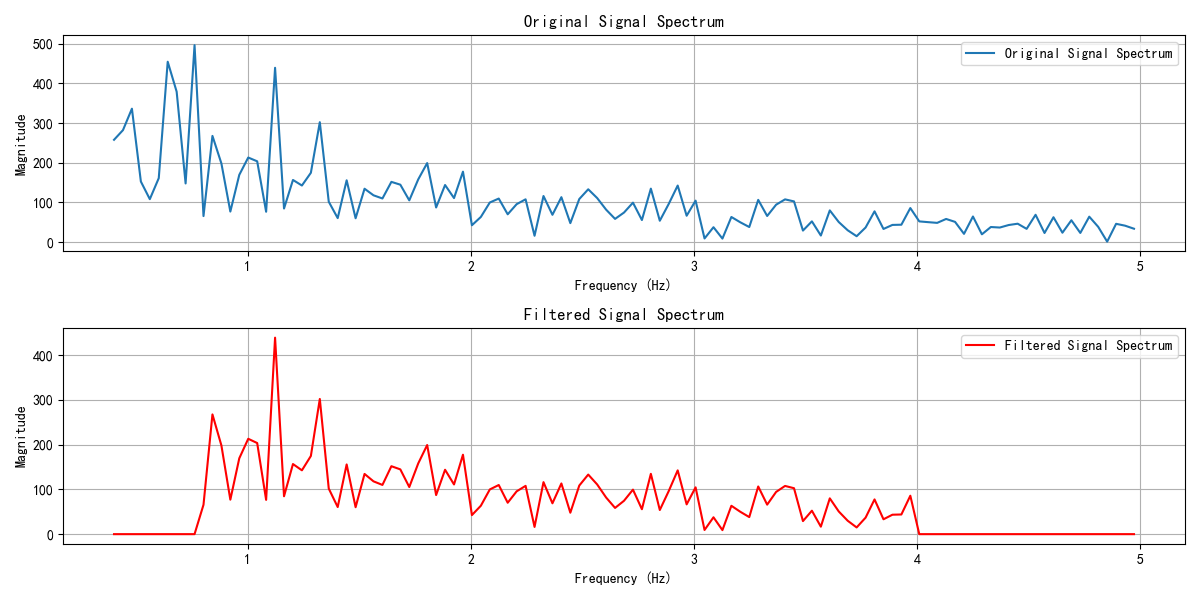 Original Signal Spectrum
Original Signal Spectrum
500
400
300
200
100
0
Magnitude
1 2 3 4 5
Frequency (Hz)
Filtered Signal Spectrum
Filtered Signal Spectrum
400
300
200
100
0
Magnitude
1 2 3 4 5
Frequency (Hz)